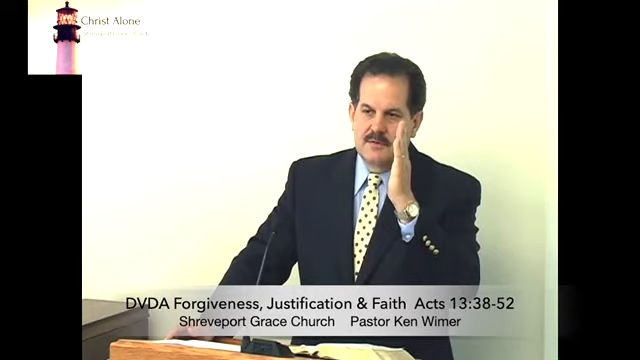 Christ Alone
DVDA Forgiveness, Justification & Faith Acts 13:38-52
Shreveport Grace Church Pastor Ken Wimer